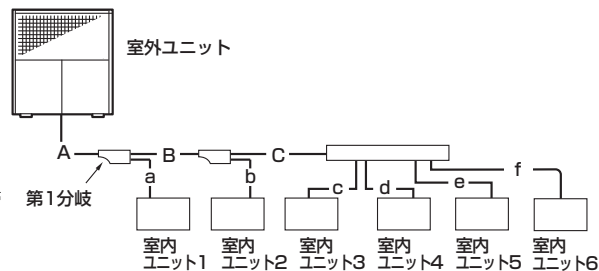 室外ユニット
A
B
C
a
b
c
d
e
f
第1分岐
室内
ユニット1
室内
ユニット2
室内
ユニット3
室内
ユニット4
室内
ユニット5
室内
ユニット6